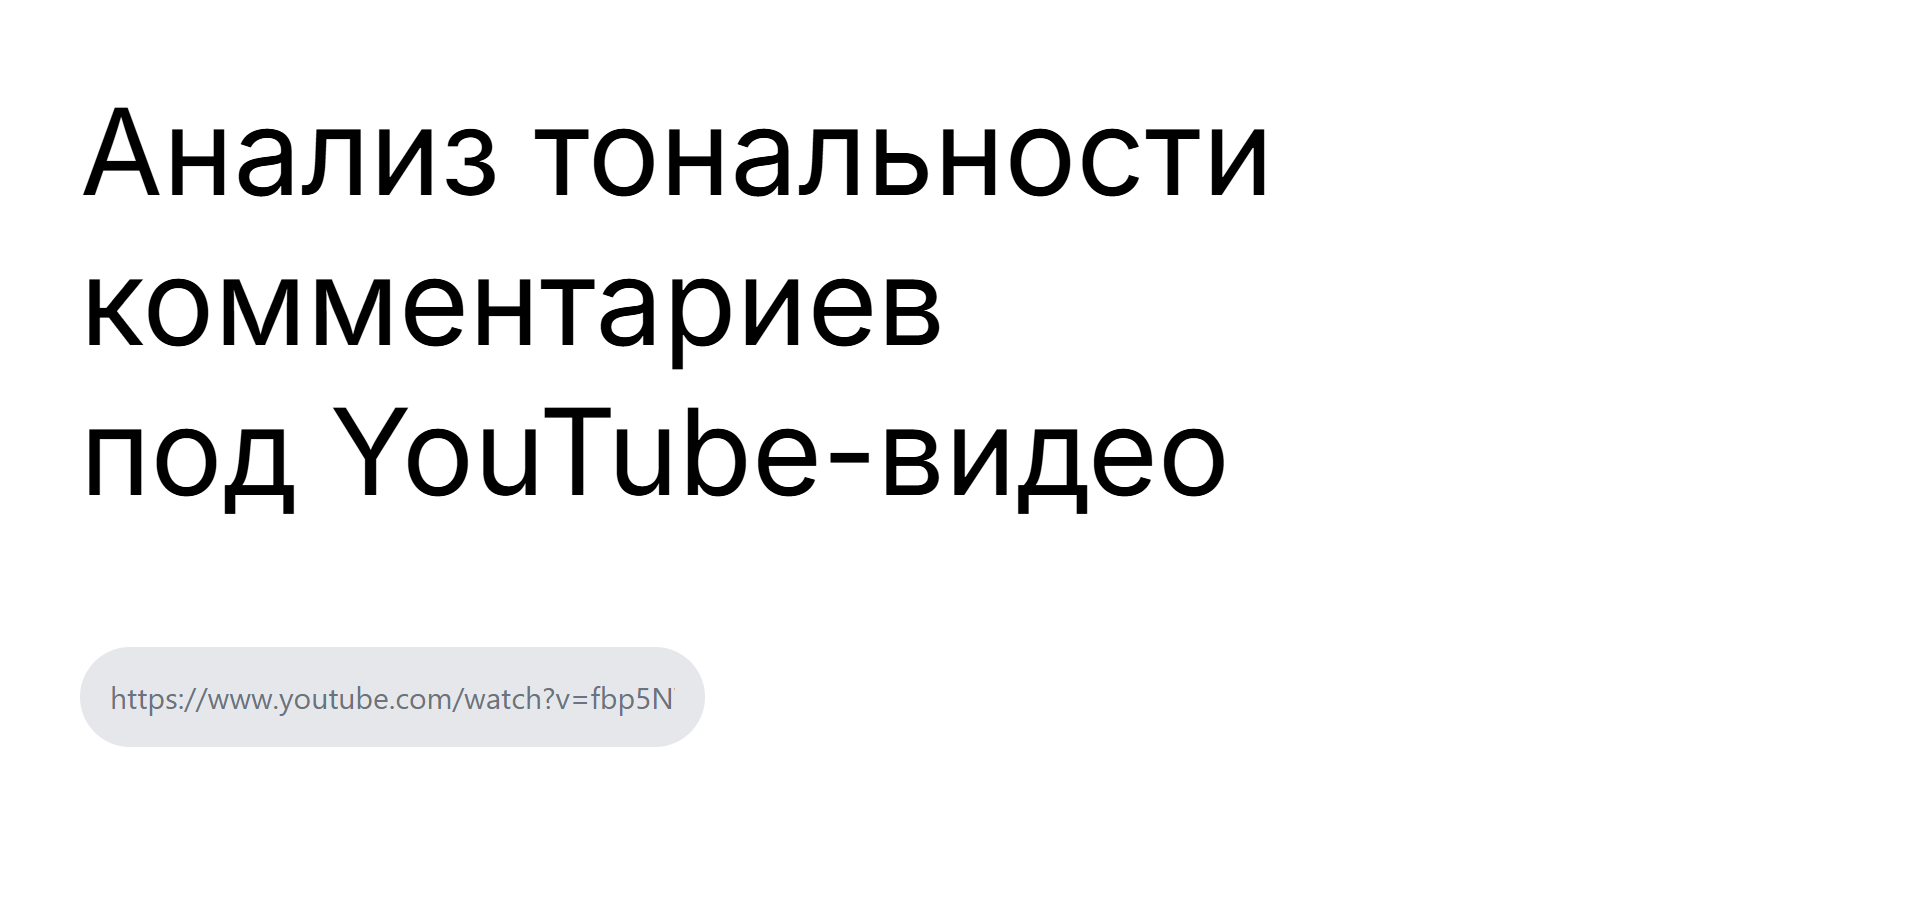 Анализ тональности
комментариев
под YouTube-видео
https://www.youtube.com/watch?v=fbp5N